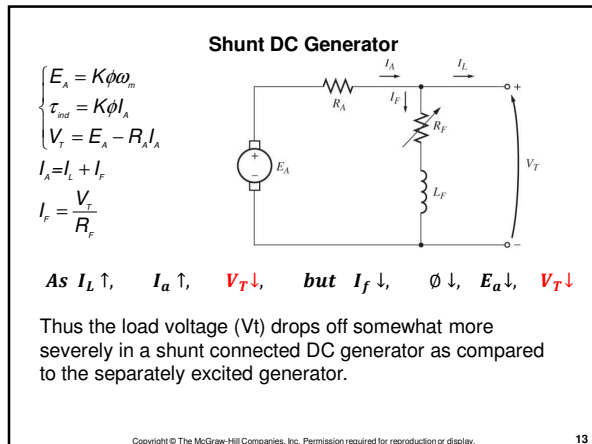 Shunt DC Generator
E_A = Kϕω_m
τ_ind = KϕI_A
V_T = E_A − R_A I_A
I_A=I_L + I_F
I_F = V_T / R_F
I_A
I_L
R_A
I_F
R_F
+
−
E_A
L_F
V_T
+
−
As I_L ↑, I_a ↑, V_T ↓, but I_f ↓, ∅ ↓, E_a ↓, V_T ↓
Thus the load voltage (Vt) drops off somewhat more
severely in a shunt connected DC generator as compared
to the separately excited generator.
Copyright © The McGraw-Hill Companies, Inc. Permission required for reproduction or display.
13